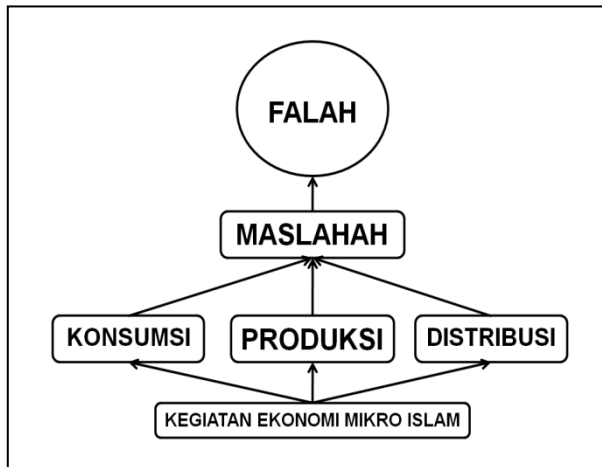 FALAH
MASLAHAH
KONSUMSI
PRODUKSI
DISTRIBUSI
KEGIATAN EKONOMI MIKRO ISLAM